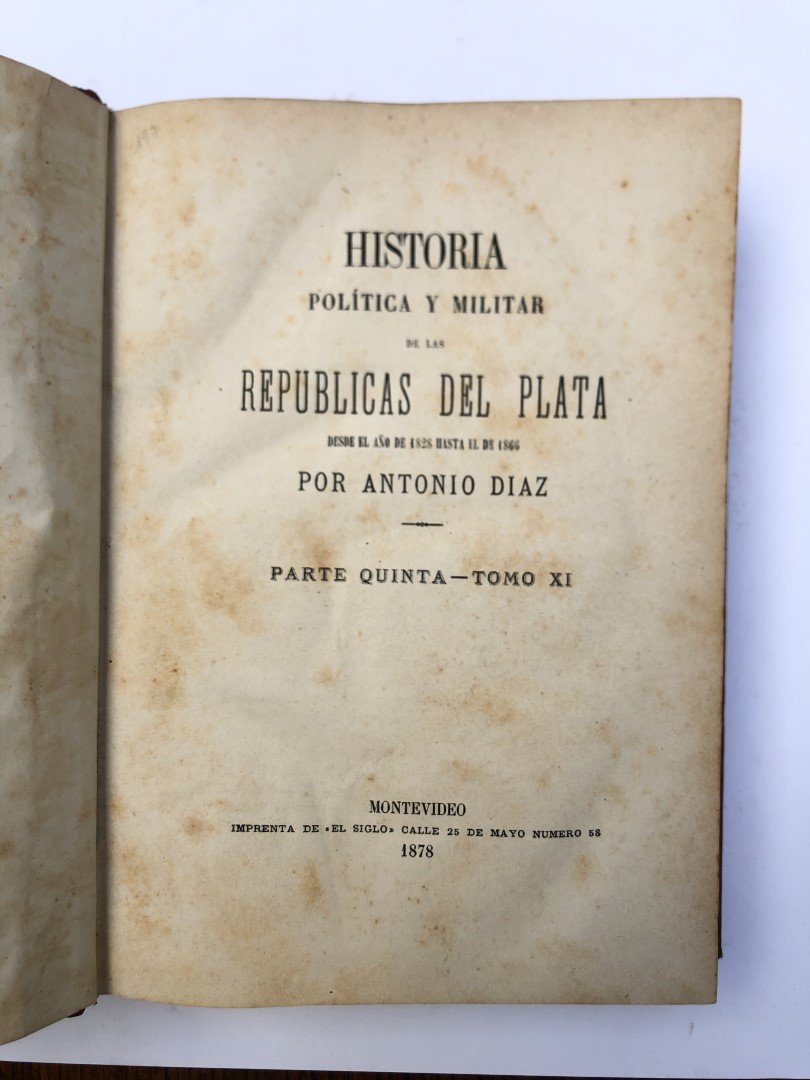 HISTORIA
POLÍTICA Y MILITAR
DE LAS
REPUBLICAS DEL PLATA
DESDE EL AÑO DE 1828 HASTA EL DE 1866
POR ANTONIO DIAZ
PARTE QUINTA—TOMO XI
MONTEVIDEO
IMPRENTA DE «EL SIGLO» CALLE 25 DE MAYO NUMERO 58
1878